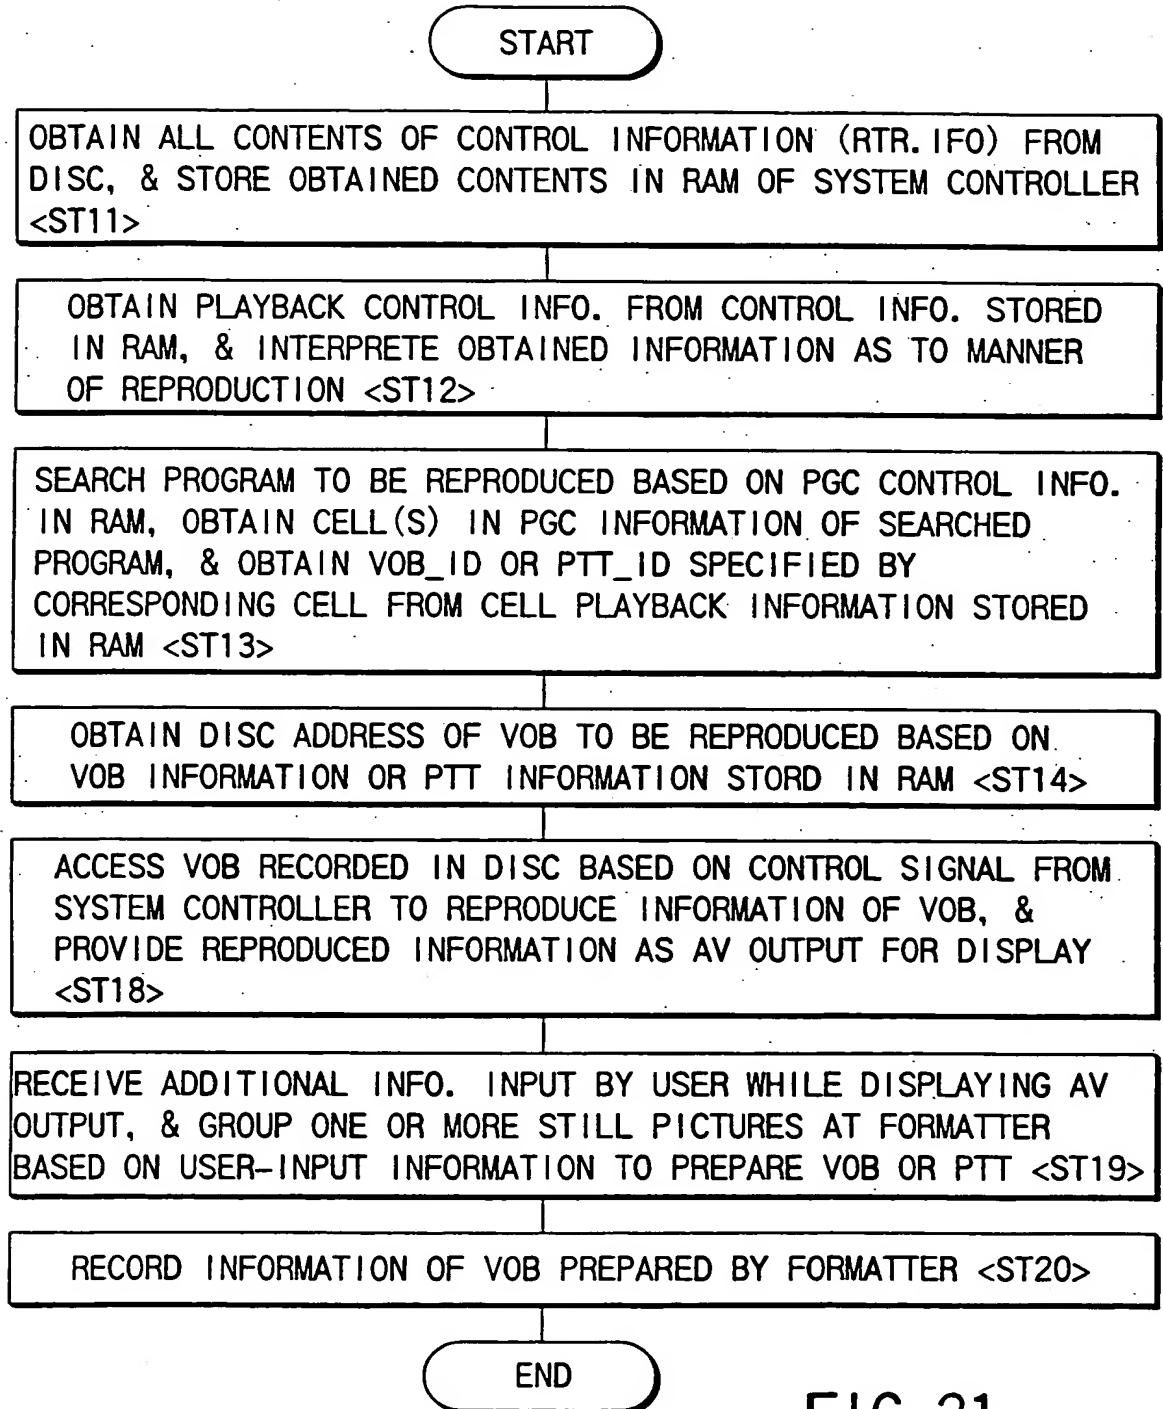 START
OBTAIN ALL CONTENTS OF CONTROL INFORMATION (RTR.IFO) FROM
DISC, & STORE OBTAINED CONTENTS IN RAM OF SYSTEM CONTROLLER
<ST11>
OBTAIN PLAYBACK CONTROL INFO. FROM CONTROL INFO. STORED
IN RAM, & INTERPRETE OBTAINED INFORMATION AS TO MANNER
OF REPRODUCTION <ST12>
SEARCH PROGRAM TO BE REPRODUCED BASED ON PGC CONTROL INFO.
IN RAM, OBTAIN CELL(S) IN PGC INFORMATION OF SEARCHED
PROGRAM, & OBTAIN VOB_ID OR PTT_ID SPECIFIED BY
CORRESPONDING CELL FROM CELL PLAYBACK INFORMATION STORED
IN RAM <ST13>
OBTAIN DISC ADDRESS OF VOB TO BE REPRODUCED BASED ON
VOB INFORMATION OR PTT INFORMATION STORD IN RAM <ST14>
ACCESS VOB RECORDED IN DISC BASED ON CONTROL SIGNAL FROM
SYSTEM CONTROLLER TO REPRODUCE INFORMATION OF VOB, &
PROVIDE REPRODUCED INFORMATION AS AV OUTPUT FOR DISPLAY
<ST18>
RECEIVE ADDITIONAL INFO. INPUT BY USER WHILE DISPLAYING AV
OUTPUT, & GROUP ONE OR MORE STILL PICTURES AT FORMATTER
BASED ON USER-INPUT INFORMATION TO PREPARE VOB OR PTT <ST19>
RECORD INFORMATION OF VOB PREPARED BY FORMATTER <ST20>
END
FIG. 21